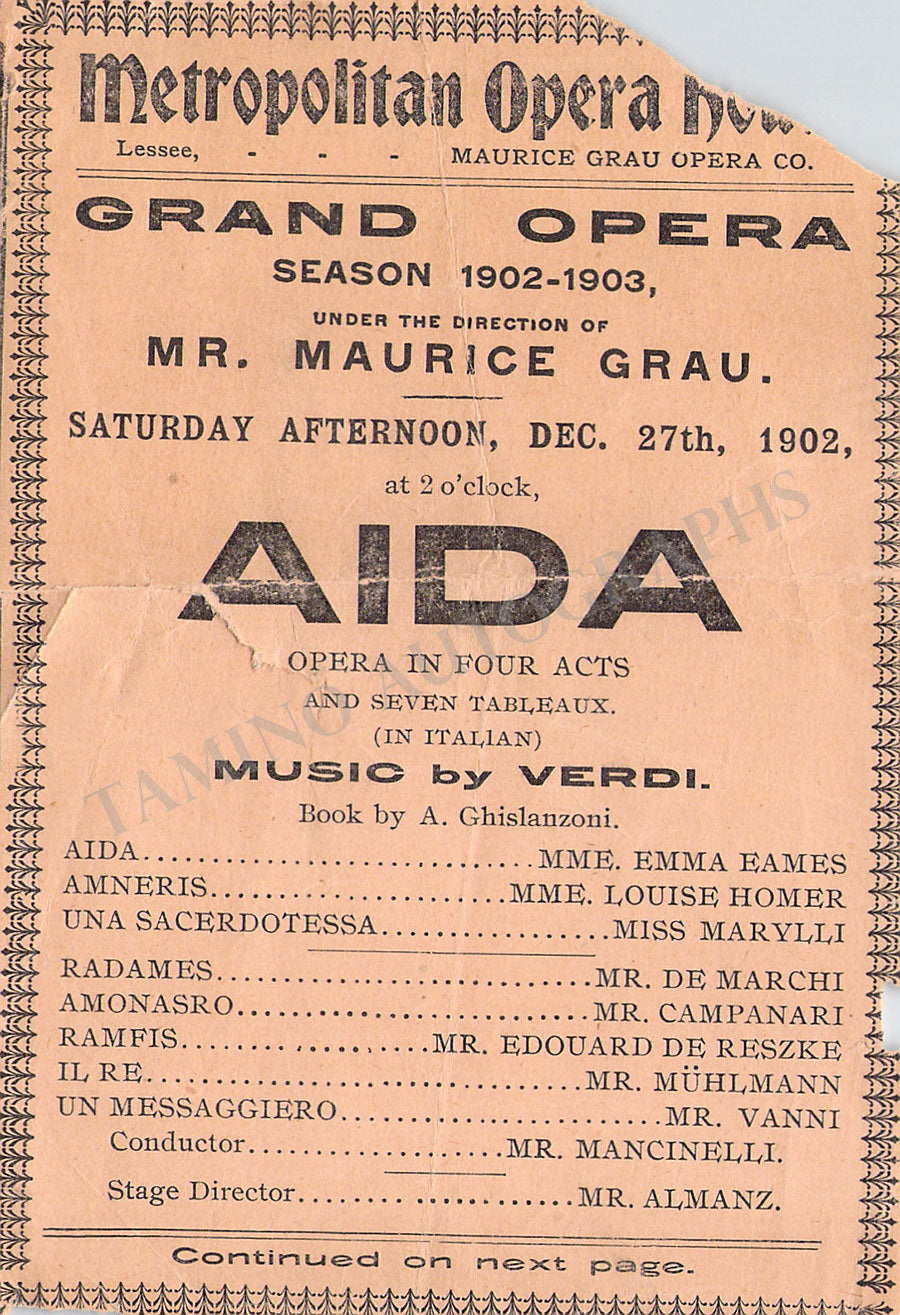 Metropolitan Opera
Lessee, - - - MAURICE GRAU OPERA CO.
GRAND OPERA
SEASON 1902-1903,
UNDER THE DIRECTION OF
MR. MAURICE GRAU.
SATURDAY AFTERNOON, DEC. 27th, 1902,
at 2 o'clock,
AIDA
OPERA IN FOUR ACTS
AND SEVEN TABLEAUX.
(IN ITAL1AN)
MUSIC by VERDI.
Book by A. Ghislanzoni.
AIDA..............................MME. EMMA EAMES
AMNERIS.......................MME. LOUISE HOMER
UNA SACERDOTESSA.................MISS MARYLLI
RADAMES.............................MR. DE MARCHI
AMONASRO...........................MR. CAMPANARI
RAMFIS...................MR. EDOUARD DE RESZKE
IL RE.................................MR. MÜHLMANN
UN MESSAGGIERO.........................MR. VANNI
Conductor....................MR. MANCINELLI.
Stage Director........ ............MR. ALMANZ.
Continued on next page.
TAMINO AUTOGRAPHS